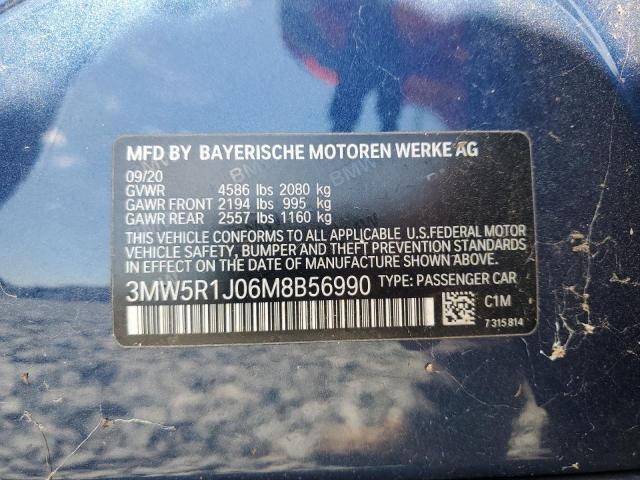 MFD BY BAYERISCHE MOTOREN WERKE AG
09/20
GVWR 4586 lbs 2080 kg
GAWR FRONT 2194 lbs 995 kg
GAWR REAR 2557 lbs 1160 kg
THIS VEHICLE CONFORMS TO ALL APPLICABLE U.S.FEDERAL MOTOR
VEHICLE SAFETY, BUMPER AND THEFT PREVENTION STANDARDS
IN EFFECT ON THE DATE OF MANUFACTURE SHOWN ABOVE.
3MW5R1J06M8B56990 TYPE: PASSENGER CAR
C1M
7315814